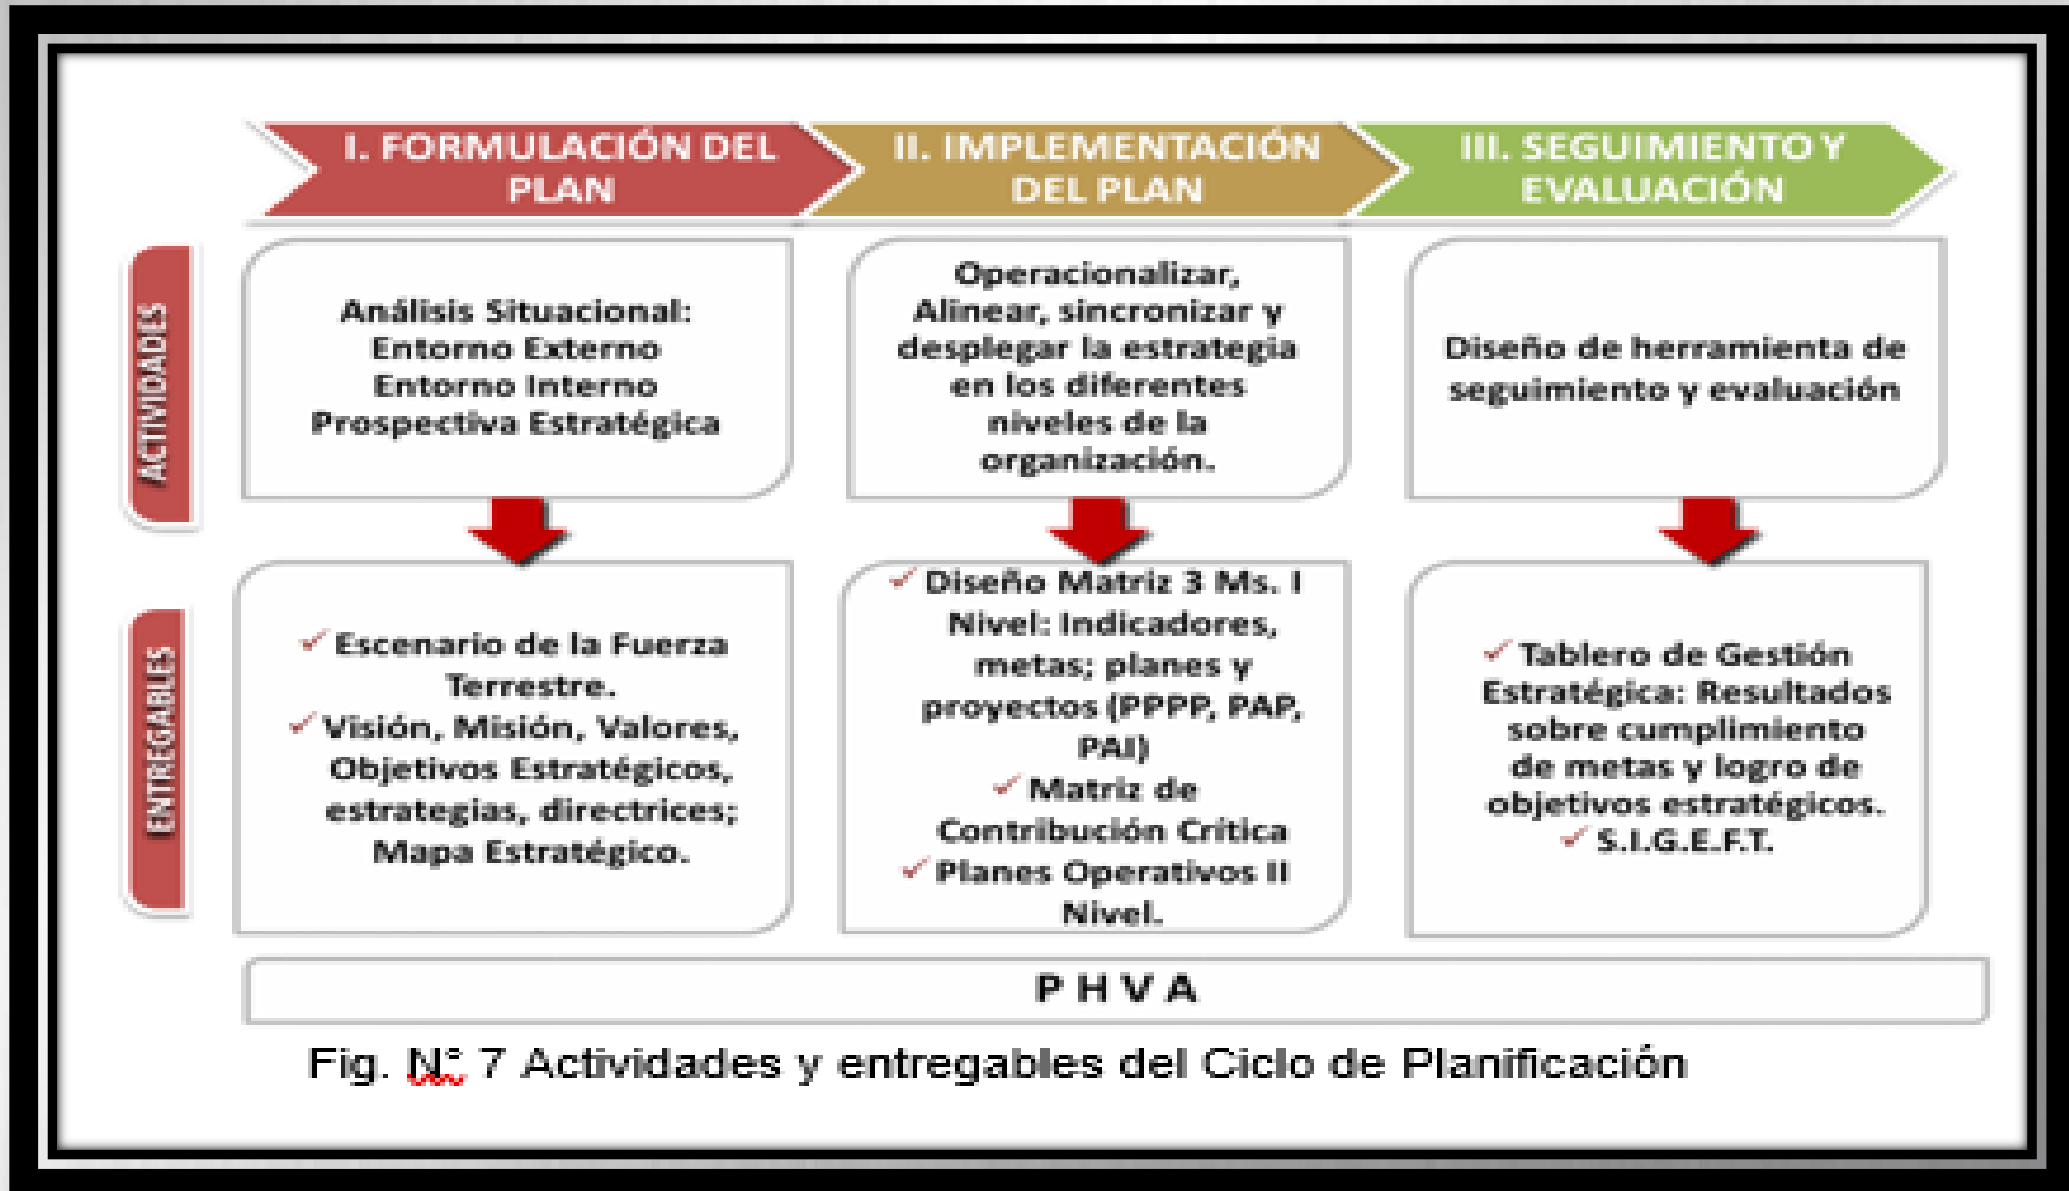 I. FORMULACIÓN DEL
PLAN
II. IMPLEMENTACIÓN
DEL PLAN
III. SEGUIMIENTO Y
EVALUACIÓN
ACTIVIDADES
Análisis Situacional:
Entorno Externo
Entorno Interno
Prospectiva Estratégica
Operacionalizar,
Alinear, sincronizar y
desplegar la estrategia
en los diferentes
niveles de la
organización.
Diseño de herramienta de
seguimiento y evaluación
ENTREGABLES
✓ Escenario de la Fuerza
Terrestre.
✓ Visión, Misión, Valores,
Objetivos Estratégicos,
estrategias, directrices;
Mapa Estratégico.
✓ Diseño Matriz 3 Ms. I
Nivel: Indicadores,
metas; planes y
proyectos (PPPP, PAP,
PAI)
✓ Matriz de
Contribución Crítica
✓ Planes Operativos II
Nivel.
✓ Tablero de Gestión
Estratégica: Resultados
sobre cumplimiento
de metas y logro de
objetivos estratégicos.
✓ S.I.G.E.F.T.
P H V A
Fig. N° 7 Actividades y entregables del Ciclo de Planificación